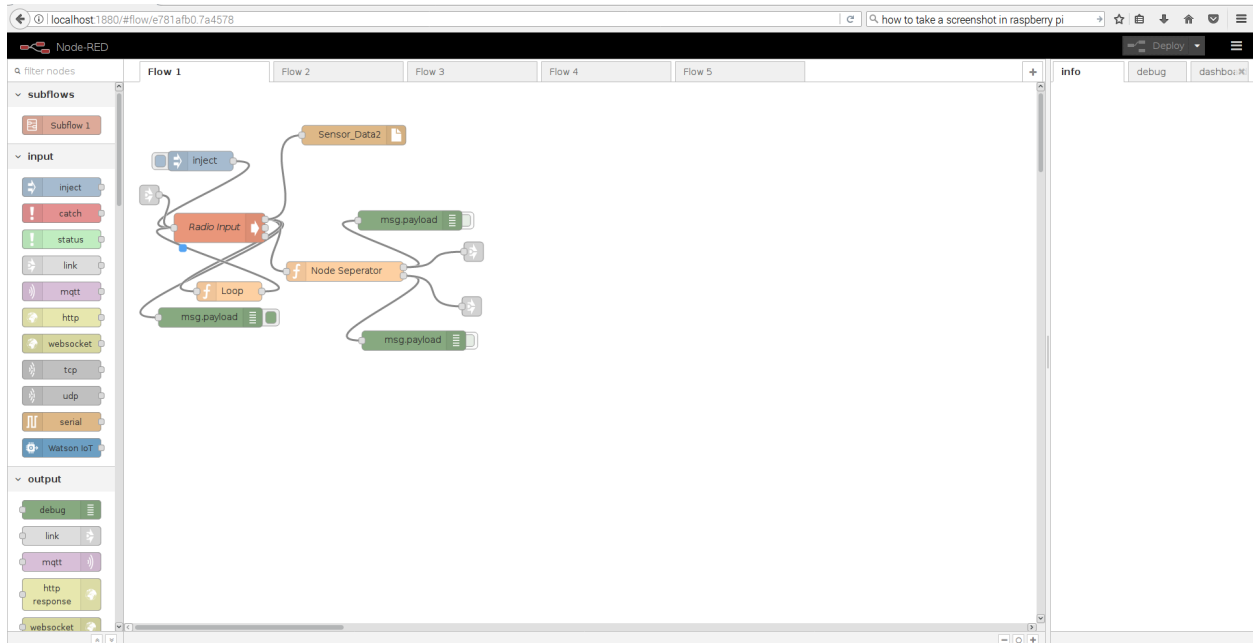 localhost:1880/#flow/e781afb0.7a4578
how to take a screenshot in raspberry pi
Node-RED
Deploy
filter nodes
Flow 1
Flow 2
Flow 3
Flow 4
Flow 5
+
info
debug
dashboa
subflows
Subflow 1
input
inject
catch
status
link
mqtt
http
websocket
tcp
udp
serial
Watson IoT
output
debug
link
mqtt
http
response
websocket
Sensor_Data2
inject
Radio Input
msg.payload
Node Seperator
Loop
msg.payload
msg.payload